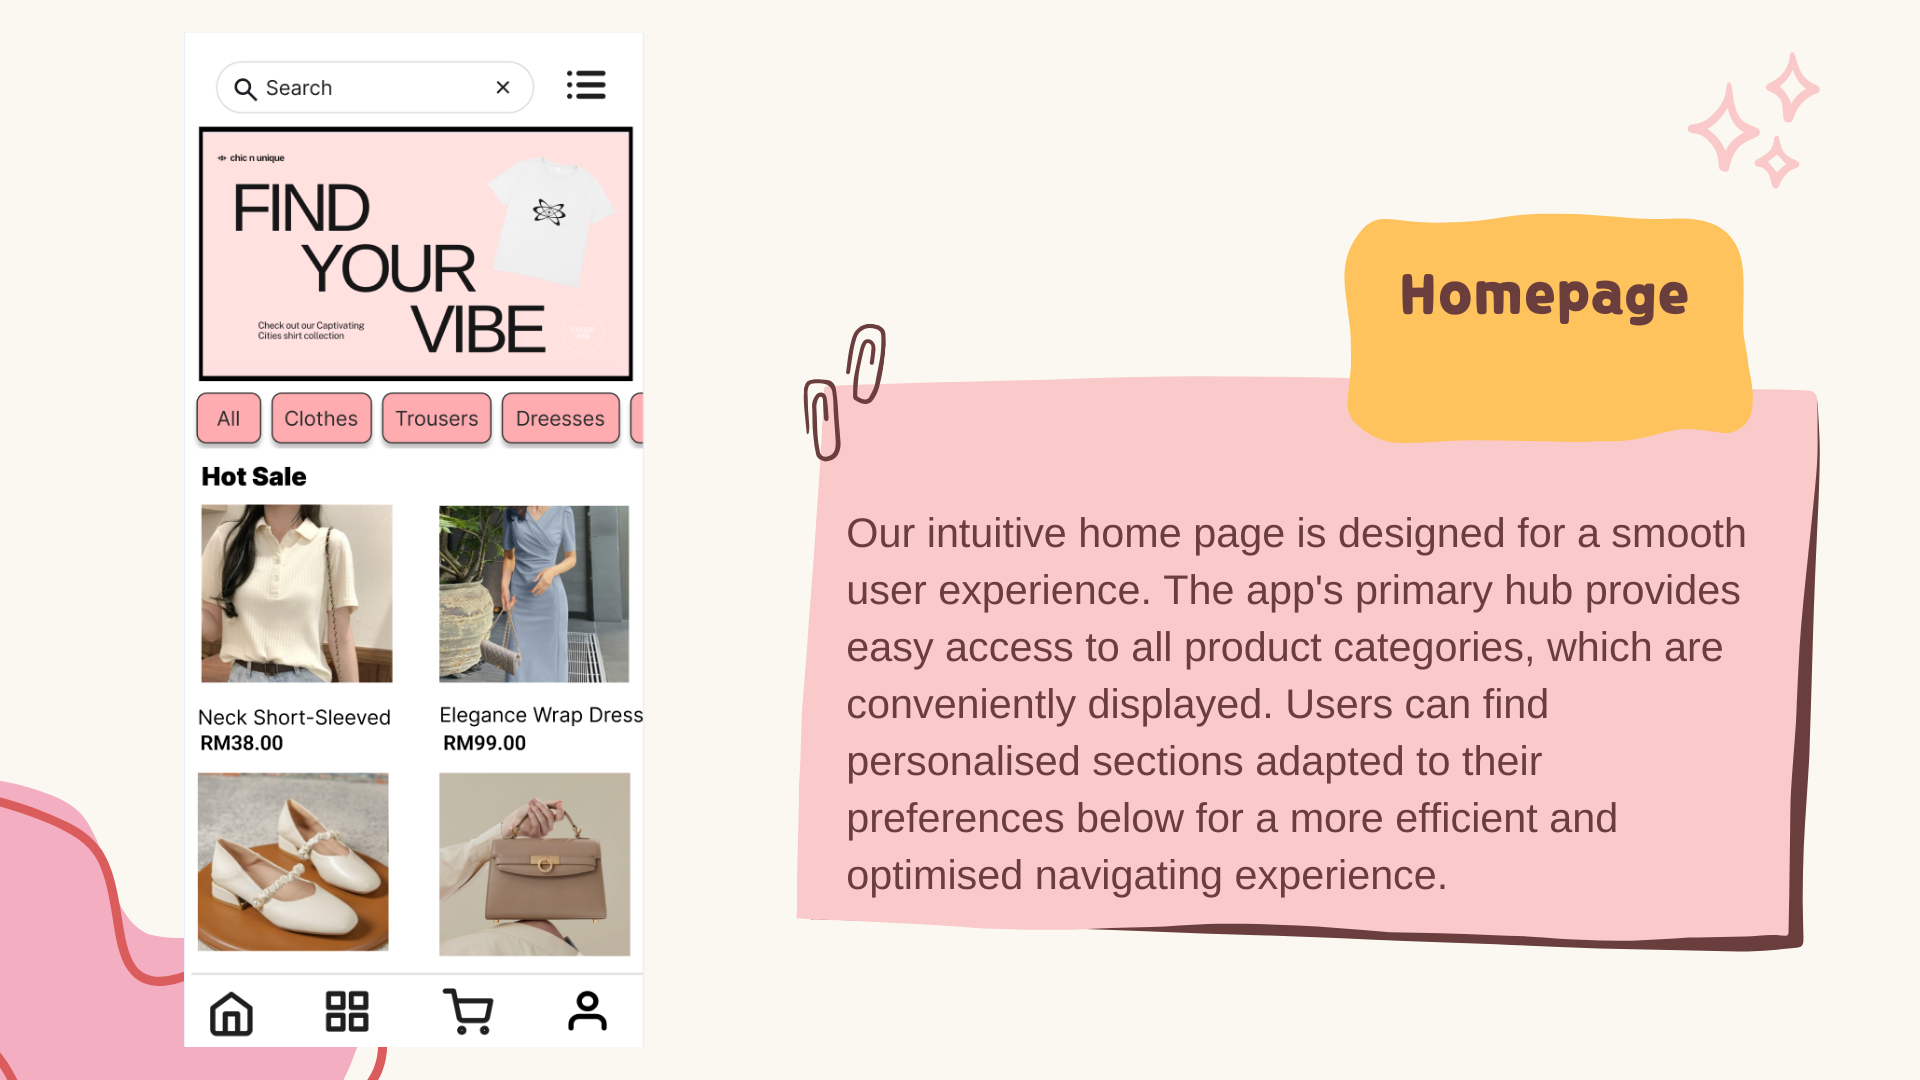 Search
chic n unique
FIND
YOUR
VIBE
Check out our Captivating
Cities shirt collection
All
Clothes
Trousers
Dreesses
Hot Sale
Neck Short-Sleeved
RM38.00
Elegance Wrap Dress
RM99.00
Homepage
Our intuitive home page is designed for a smooth
user experience. The app's primary hub provides
easy access to all product categories, which are
conveniently displayed. Users can find
personalised sections adapted to their
preferences below for a more efficient and
optimised navigating experience.